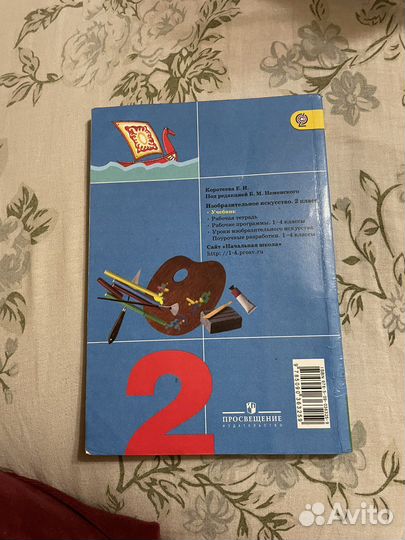 Коротеева Е. И.
Под редакцией Б. М. Неменского
Изобразительное искусство. 2 класс
• Учебник
• Рабочая тетрадь
• Рабочие программы. 1–4 классы
• Уроки изобразительного искусства.
Поурочные разработки. 1–4 классы
Сайт «Начальная школа»
http://1-4.prosv.ru
2
ПРОСВЕЩЕНИЕ
ИЗДАТЕЛЬСТВО
9785090363259
Avito